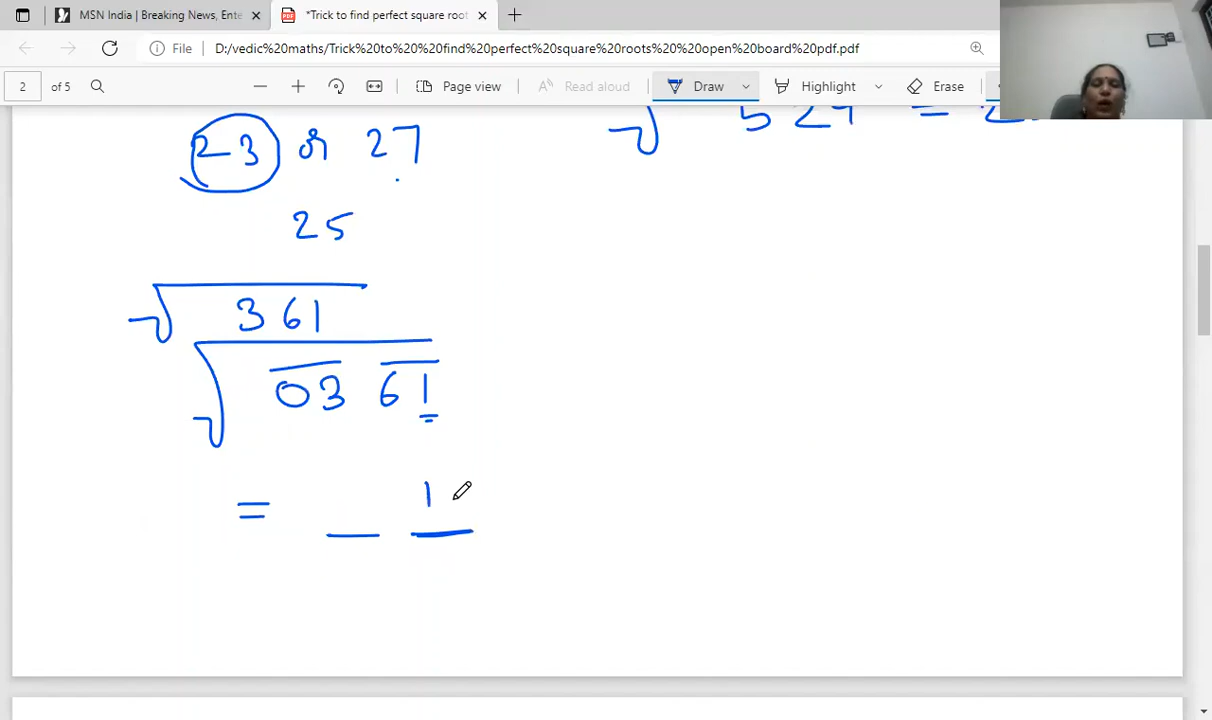 MSN India | Breaking News, Ente
*Trick to find perfect square root
File D:/vedic%20maths/Trick%20to%20%20find%20perfect%20square%20roots%20%20open%20board%20pdf.pdf
2 of 5 Page view Read aloud Draw Highlight Erase
23 or 27 √529 =
25
√361
√03 61
= _ 1